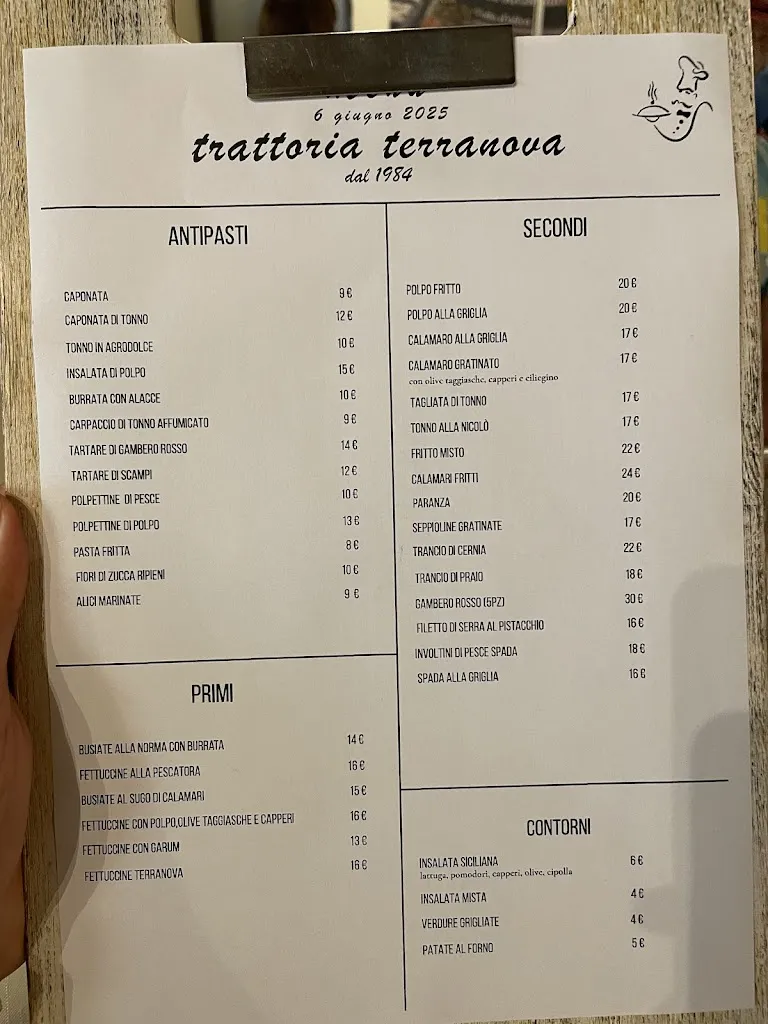 6 giugno 2025
trattoria terranova
dal 1984
ANTIPASTI
CAPONATA 9 €
CAPONATA DI TONNO 12 €
TONNO IN AGRODOLCE 10 €
INSALATA DI POLPO 15 €
BURRATA CON ALACCE 10 €
CARPACCIO DI TONNO AFFUMICATO 9 €
TARTARE DI GAMBERO ROSSO 14 €
TARTARE DI SCAMPI 12 €
POLPETTINE DI PESCE 10 €
POLPETTINE DI POLPO 13 €
PASTA FRITTA 8 €
FIORI DI ZUCCA RIPIENI 10 €
ALICI MARINATE 9 €
PRIMI
BUSIATE ALLA NORMA CON BURRATA 14 €
FETTUCCINE ALLA PESCATORA 16 €
BUSIATE AL SUGO DI CALAMARI 15 €
FETTUCCINE CON POLPO,OLIVE TAGGIASCHE E CAPPERI 16 €
FETTUCCINE CON GARUM 13 €
FETTUCCINE TERRANOVA 16 €
SECONDI
POLPO FRITTO 20 €
POLPO ALLA GRIGLIA 20 €
CALAMARO ALLA GRIGLIA 17 €
CALAMARO GRATINATO 17 €
con olive taggiasche, capperi e ciliegino
TAGLIATA DI TONNO 17 €
TONNO ALLA NICOLÒ 17 €
FRITTO MISTO 22 €
CALAMARI FRITTI 24 €
PARANZA 20 €
SEPPIOLINE GRATINATE 17 €
TRANCIO DI CERNIA 22 €
TRANCIO DI PRAIO 18 €
GAMBERO ROSSO (5PZ) 30 €
FILETTO DI SERRA AL PISTACCHIO 16 €
INVOLTINI DI PESCE SPADA 18 €
SPADA ALLA GRIGLIA 16 €
CONTORNI
INSALATA SICILIANA 6 €
lattuga, pomodori, capperi, olive, cipolla
INSALATA MISTA 4 €
VERDURE GRIGLIATE 4 €
PATATE AL FORNO 5 €